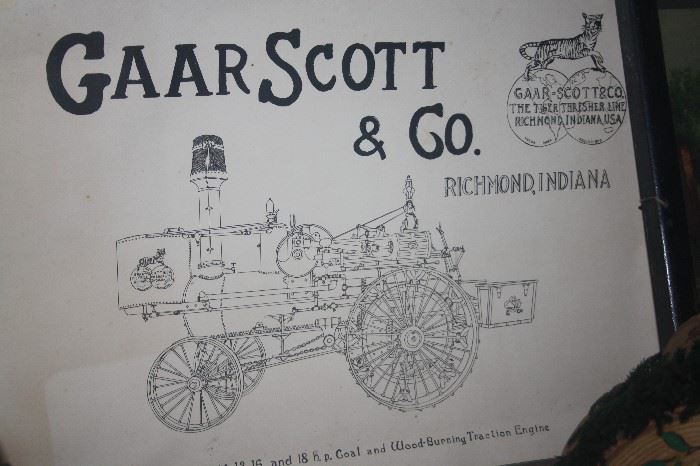 GAAR SCOTT
& CO.
RICHMOND, INDIANA
GAAR-SCOTT & CO.
THE TIGER THRESHER LINE
RICHMOND, INDIANA, USA
16, and 18 h.p. Coal and Wood-Burning Traction Engine